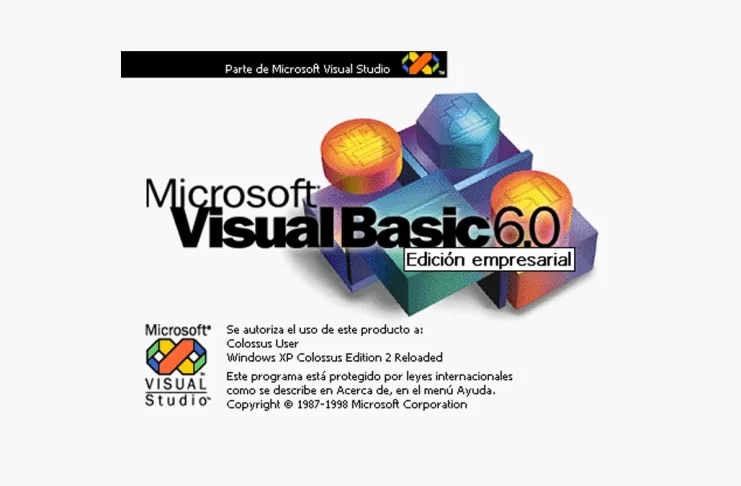 Parte de Microsoft Visual Studio
Microsoft
Visual Basic 6.0
Edición empresarial
Microsoft
VISUAL
Studio
Se autoriza el uso de este producto a:
Colossus User
Windows XP Colossus Edition 2 Reloaded
Este programa está protegido por leyes internacionales
como se describe en Acerca de, en el menú Ayuda.
Copyright © 1987-1998 Microsoft Corporation